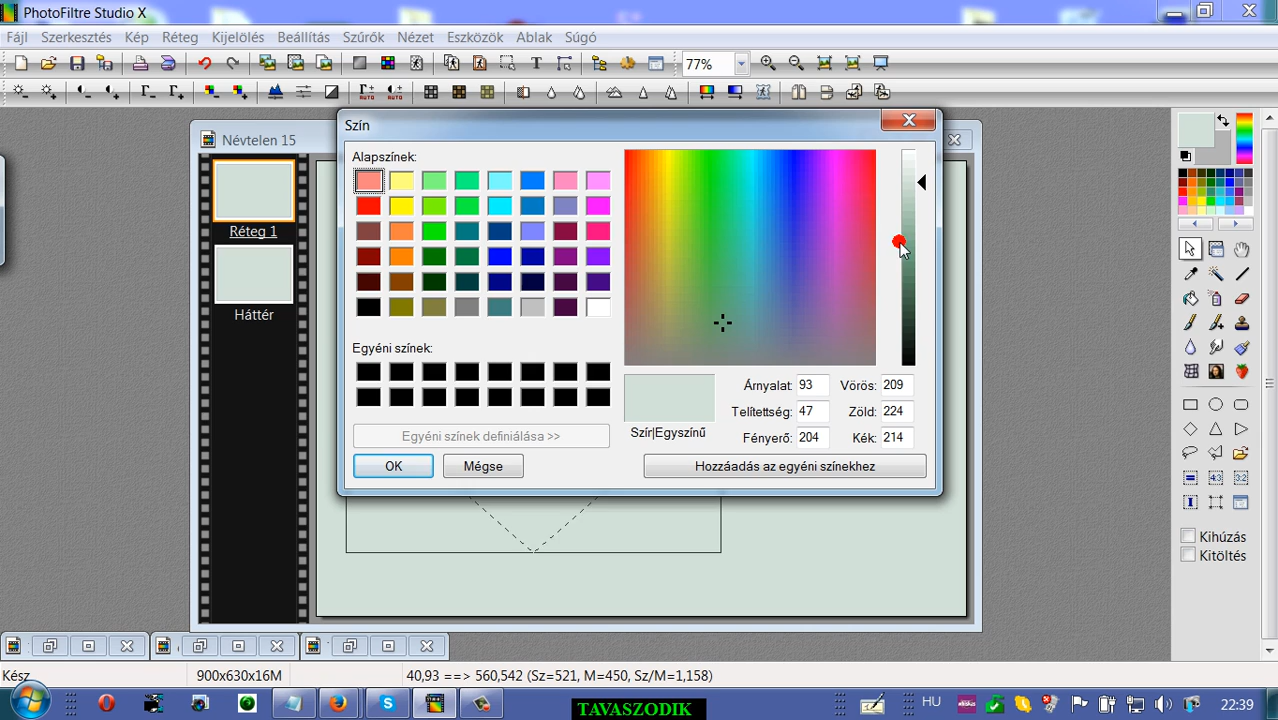 PhotoFiltre Studio X
Fájl Szerkesztés Kép Réteg Kijelölés Beállítás Szűrők Nézet Eszközök Ablak Súgó
77%
Névtelen 15
Réteg 1
Háttér
Szín
Alapszínek:
Egyéni színek:
Egyéni színek definiálása >>
OK
Mégse
Szír|Egyszínű
Árnyalat: 93
Telítettség: 47
Fényerő: 204
Vörös: 209
Zöld: 224
Kék: 214
Hozzáadás az egyéni színekhez
Kihúzás
Kitöltés
Kész
900x630x16M
40,93 ==> 560,542 (Sz=521, M=450, Sz/M=1,158)
TAVASZODIK
HU
22:39